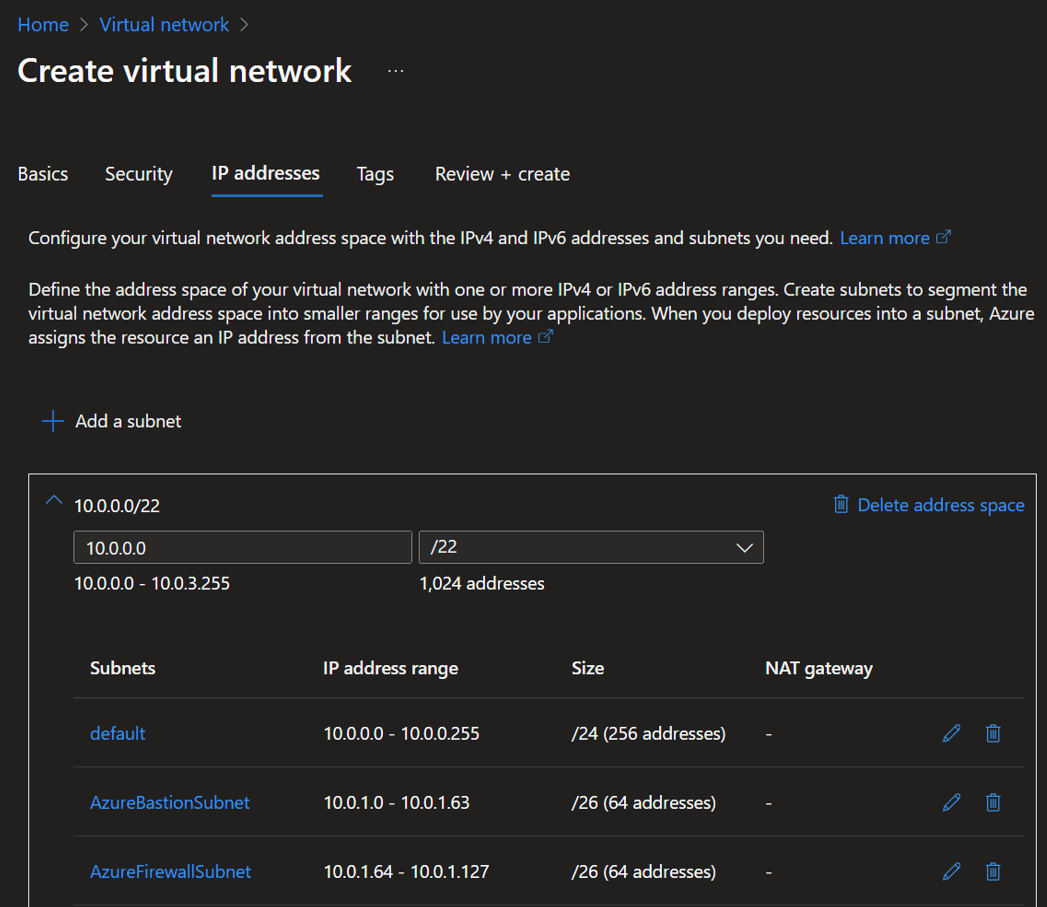 Home > Virtual network >
Create virtual network ...
Basics Security IP addresses Tags Review + create
Configure your virtual network address space with the IPv4 and IPv6 addresses and subnets you need. Learn more
Define the address space of your virtual network with one or more IPv4 or IPv6 address ranges. Create subnets to segment the
virtual network address space into smaller ranges for use by your applications. When you deploy resources into a subnet, Azure
assigns the resource an IP address from the subnet. Learn more
+ Add a subnet
10.0.0.0/22 Delete address space
10.0.0.0 /22
10.0.0.0 - 10.0.3.255 1,024 addresses
Subnets IP address range Size NAT gateway
default 10.0.0.0 - 10.0.0.255 /24 (256 addresses) -
AzureBastionSubnet 10.0.1.0 - 10.0.1.63 /26 (64 addresses) -
AzureFirewallSubnet 10.0.1.64 - 10.0.1.127 /26 (64 addresses) -